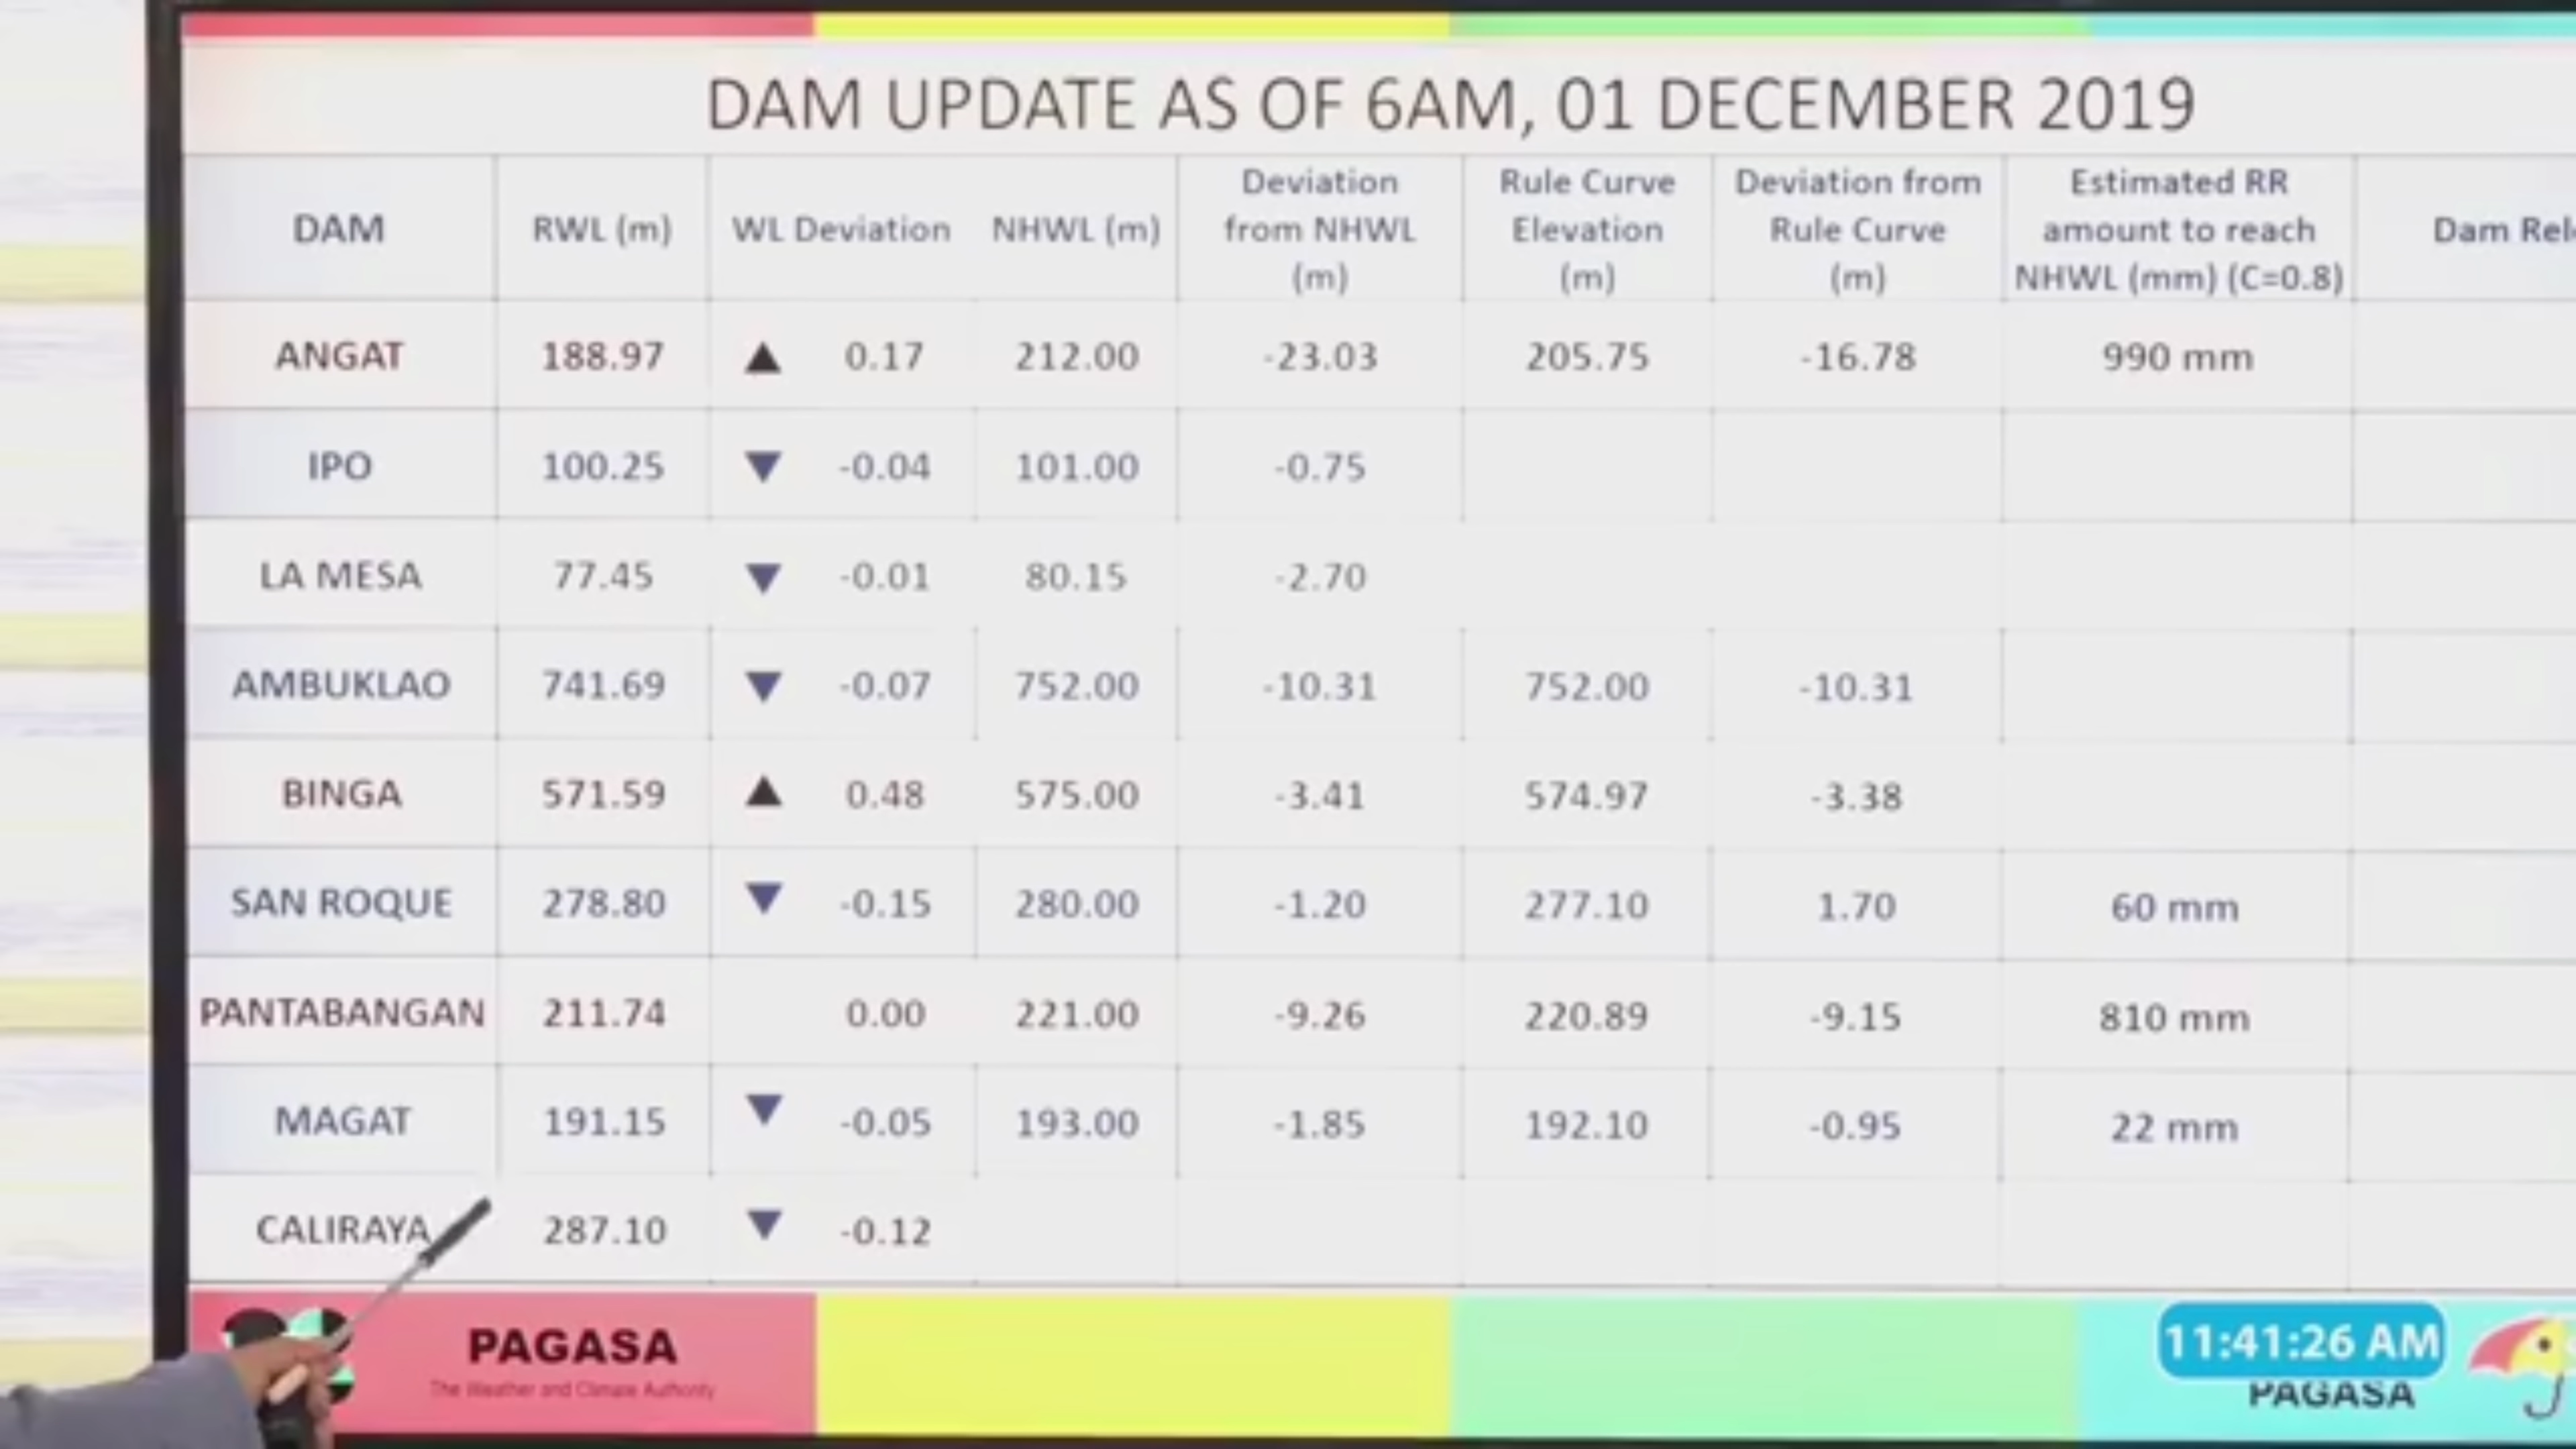 DAM UPDATE AS OF 6AM, 01 DECEMBER 2019
DAM RWL (m) WL Deviation NHWL (m) Deviation from NHWL (m) Rule Curve Elevation (m) Deviation from Rule Curve (m) Estimated RR amount to reach NHWL (mm) (C=0.8) Dam
ANGAT 188.97 ▲ 0.17 212.00 -23.03 205.75 -16.78 990 mm
IPO 100.25 ▼ -0.04 101.00 -0.75
LA MESA 77.45 ▼ -0.01 80.15 -2.70
AMBUKLAO 741.69 ▼ -0.07 752.00 -10.31 752.00 -10.31
BINGA 571.59 ▲ 0.48 575.00 -3.41 574.97 -3.38
SAN ROQUE 278.80 ▼ -0.15 280.00 -1.20 277.10 1.70 60 mm
PANTABANGAN 211.74 0.00 221.00 -9.26 220.89 -9.15 810 mm
MAGAT 191.15 ▼ -0.05 193.00 -1.85 192.10 -0.95 22 mm
CALIRAYA 287.10 ▼ -0.12
PAGASA
The Weather and Climate Authority
11:41:26 AM
PAGASA